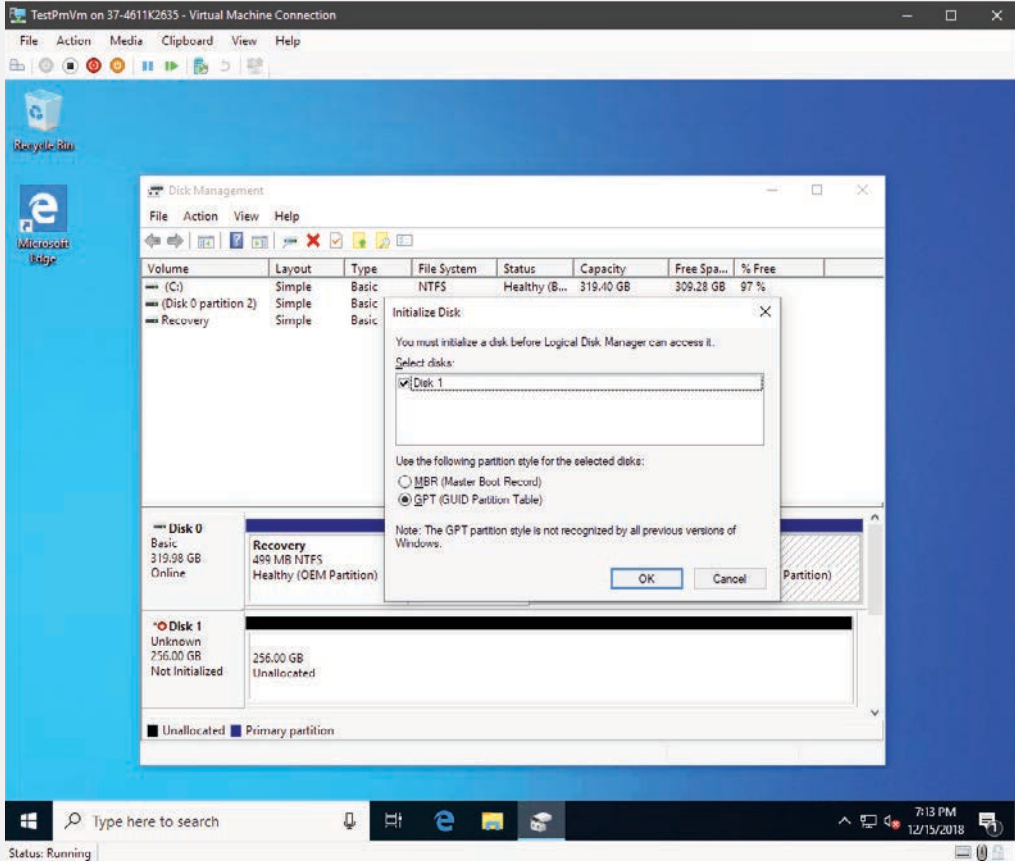 TestPmVm on 37-4611K2635 - Virtual Machine Connection
File Action Media Clipboard View Help
Recycle Bin
Microsoft
Edge
Disk Management
File Action View Help
Volume Layout Type File System Status Capacity Free Spa... % Free
(C:) Simple Basic NTFS Healthy (B... 319.40 GB 309.28 GB 97 %
(Disk 0 partition 2) Simple Basic
Recovery Simple Basic
Initialize Disk
You must initialize a disk before Logical Disk Manager can access it.
Select disks:
Disk 1
Use the following partition style for the selected disks:
MBR (Master Boot Record)
GPT (GUID Partition Table)
Note: The GPT partition style is not recognized by all previous versions of
Windows.
OK Cancel
Disk 0
Basic
319.98 GB
Online
Recovery
499 MB NTFS
Healthy (OEM Partition)
Partition)
Disk 1
Unknown
256.00 GB
Not Initialized
256.00 GB
Unallocated
Unallocated Primary partition
Type here to search
7:13 PM
12/15/2018
1
Status: Running